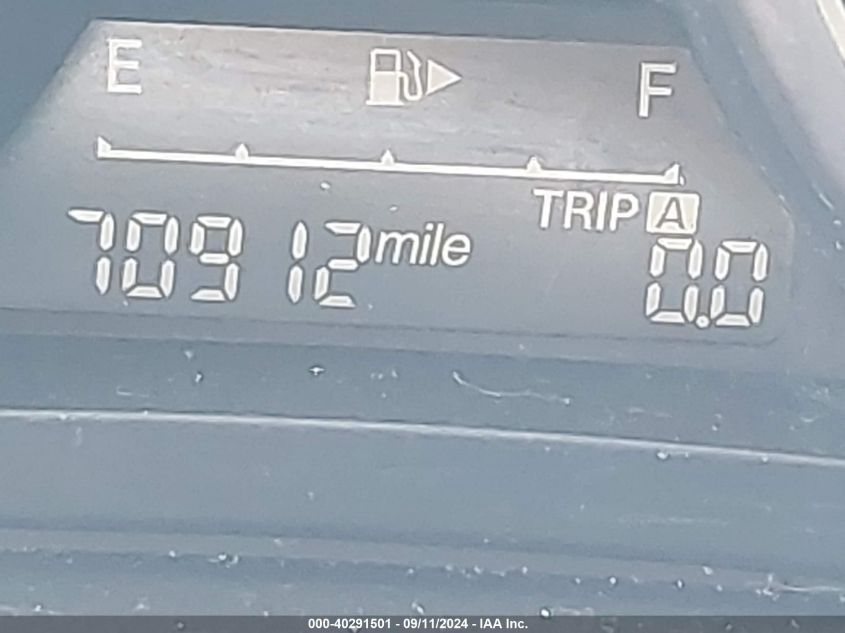 E F
TRIP A
70912 mile 0.0
000-40291501 - 09/11/2024 - IAA Inc.